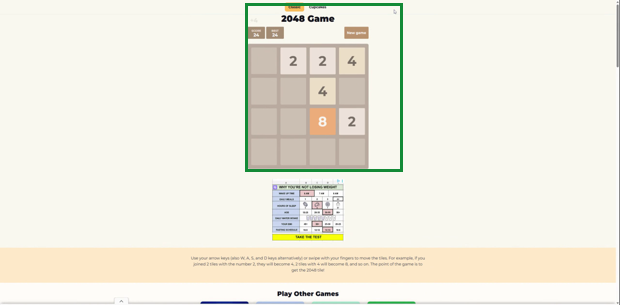 Classic Cupcakes
2048 Game
SCORE 24 BEST 24 New game
2 2 4
4
8 2
WHY YOU'RE NOT LOSING WEIGHT
TAKE THE TEST
Use your arrow keys (also W, A, S, and D keys alternatively) or swipe with your fingers to move the tiles. For example, if you
joined 2 tiles with the number 2, they will become 4, 2 tiles with 4 will become 8, and so on. The point of the game is to
get the 2048 tile!
Play Other Games